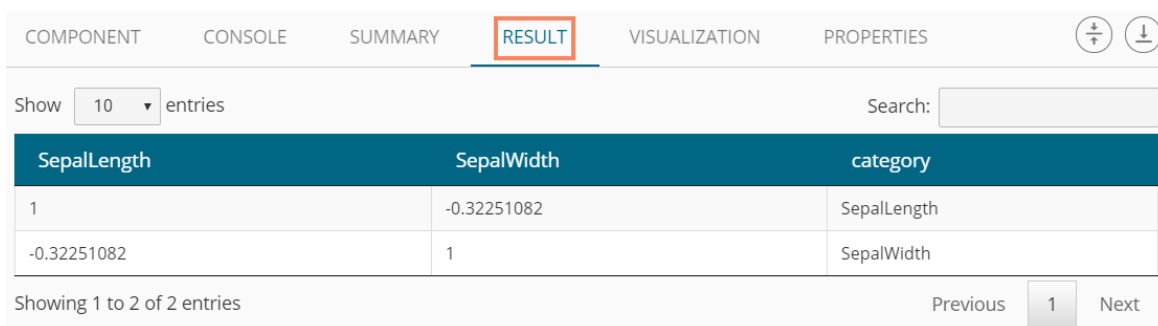 COMPONENT CONSOLE SUMMARY RESULT VISUALIZATION PROPERTIES
Show 10 entries Search:
SepalLength SepalWidth category
1 -0.32251082 SepalLength
-0.32251082 1 SepalWidth
Showing 1 to 2 of 2 entries Previous 1 Next